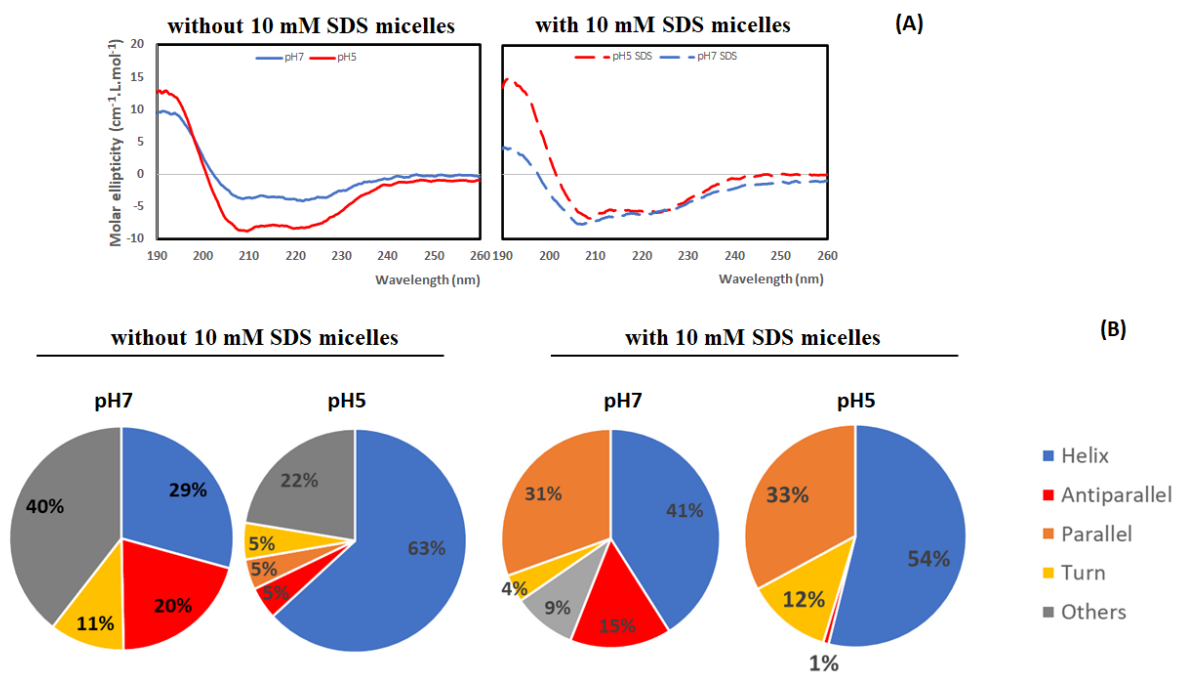 without 10 mM SDS micelles
with 10 mM SDS micelles
(A)
Molar ellipticity (cm⁻¹.L.mol⁻¹)
20
15
10
5
0
-5
-10
pH7
pH5
190
200
210
220
230
240
250
260
Wavelength (nm)
pH5 SDS
pH7 SDS
190
200
210
220
230
240
250
260
Wavelength (nm)
(B)
without 10 mM SDS micelles
with 10 mM SDS micelles
pH7
29%
20%
11%
40%
pH5
63%
5%
5%
5%
22%
pH7
41%
15%
9%
4%
31%
pH5
54%
1%
12%
33%
Helix
Antiparallel
Parallel
Turn
Others